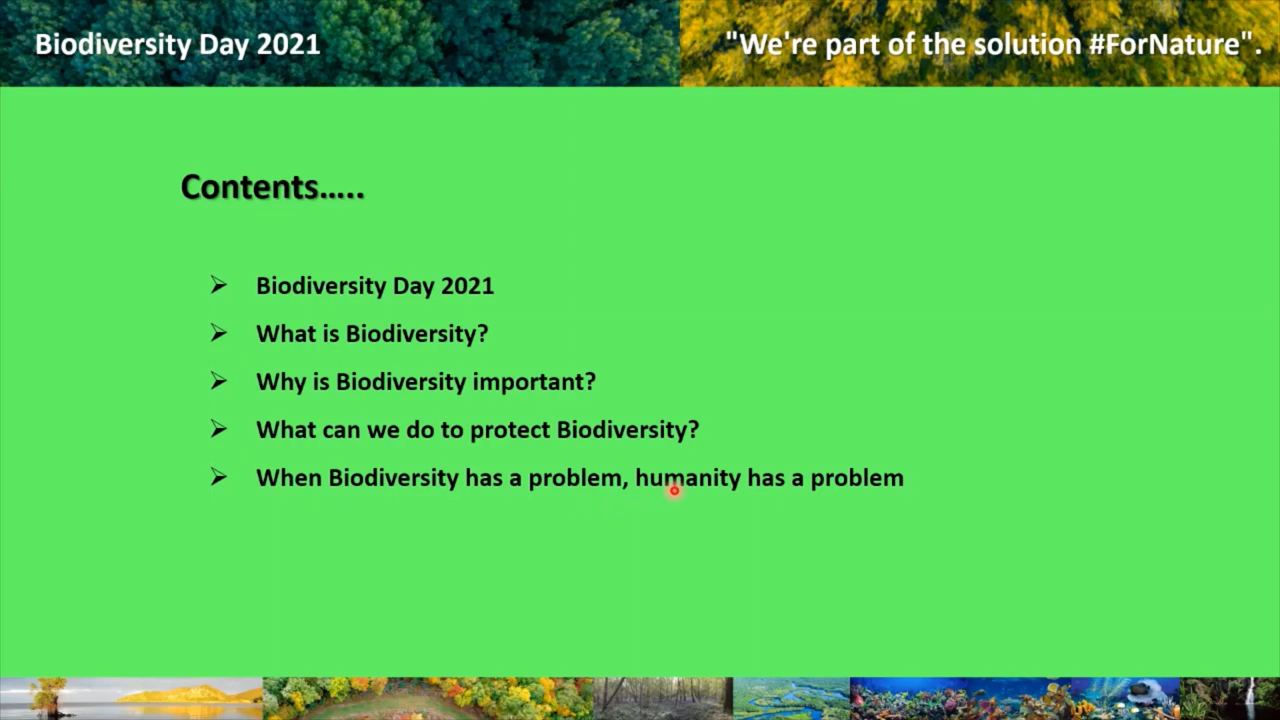 Biodiversity Day 2021
"We're part of the solution #ForNature".
Contents…..
Biodiversity Day 2021
What is Biodiversity?
Why is Biodiversity important?
What can we do to protect Biodiversity?
When Biodiversity has a problem, humanity has a problem